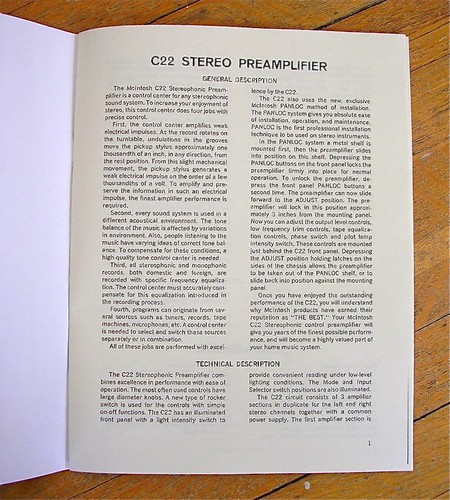 C22 STEREO PREAMPLIFIER
GENERAL DESCRIPTION
The McIntosh C22 Stereophonic Pream-
plifier is a control center for any stereophonic
sound system. To increase your enjoyment of
stereo, this control center does four jobs with
precise control.
First, the control center amplifies weak
electrical impulses. As the record rotates on
the turntable, undulations in the grooves
move the pickup stylus approximately one
thousandth of an inch, in any direction, from
the rest position. From this slight mechanical
movement, the pickup stylus generates a
weak electrical impulse on the order of a few
thousandths of a volt. To amplify and pre-
serve the information in such an electrical
impulse, the finest amplifier performance is
required.
Second, every sound system is used in a
different acoustical environment. The tone
balance of the music is affected by variations
in environment. Also, people listening to the
music have varying ideas of correct tone bal-
ance. To compensate for these conditions, a
high-quality tone control center is needed.
Third, all stereophonic and monophonic
records, both domestic and foreign, are
recorded with specific frequency equaliza-
tion. The control center must accurately com-
pensate for this equalization introduced in
the recording process.
Fourth, programs can originate from sev-
eral sources such as tuners, records, tape
machines, microphones, etc. A control center
is needed to select and switch these sources
separately or in combination.
All of these jobs are performed with excel-
lence by the C22.
The C22 also uses the new, exclusive
McIntosh PANLOC method of installation.
The PANLOC system gives you absolute ease
of installation, operation, and maintenance.
PANLOC is the first professional installation
technique to be used on stereo instruments.
In the PANLOC system a metal shelf is
mounted first, then the preamplifier slides
into position on this shelf. Depressing the
PANLOC buttons on the front panel locks the
preamplifier firmly into place for normal
operation. To unlock the preamplifier, de-
press the front panel PANLOC buttons a
second time. The preamplifier can now slide
forward to the ADJUST position. The pre-
amplifier will lock in this position approxi-
mately 3 inches from the mounting panel.
Now you can adjust the output level controls,
low frequency trim controls, tape equaliza-
tion controls, phase switch and pilot lamp
intensity switch. These controls are mounted
just behind the C22 front panel. Depressing
the ADJUST position holding latches on the
sides of the chassis allows the preamplifier
to be taken out of the PANLOC shelf, or to
slide back into position against the mounting
panel.
Once you have enjoyed the outstanding
performance of the C22, you will understand
why McIntosh products have earned their
reputation as "THE BEST." Your McIntosh
C22 Stereophonic control preamplifier will
give you years of the finest possible perform-
ance, and will become a highly valued part of
your home music system.
TECHNICAL DESCRIPTION
The C22 Stereophonic Preamplifier com-
bines excellence in performance with ease of
operation. The most often used controls have
large diameter knobs. A new type of rocker
switch is used for the controls with simple
on-off functions. The C22 has an illuminated
front panel with a light intensity switch to
provide convenient reading under low-level
lighting conditions. The Mode and Input
Selector switch positions are also illuminated.
The C22 circuit consists of 3 amplifier
sections in duplicate for the left and right
stereo channels together with a common
power supply. The first amplifier section is
1